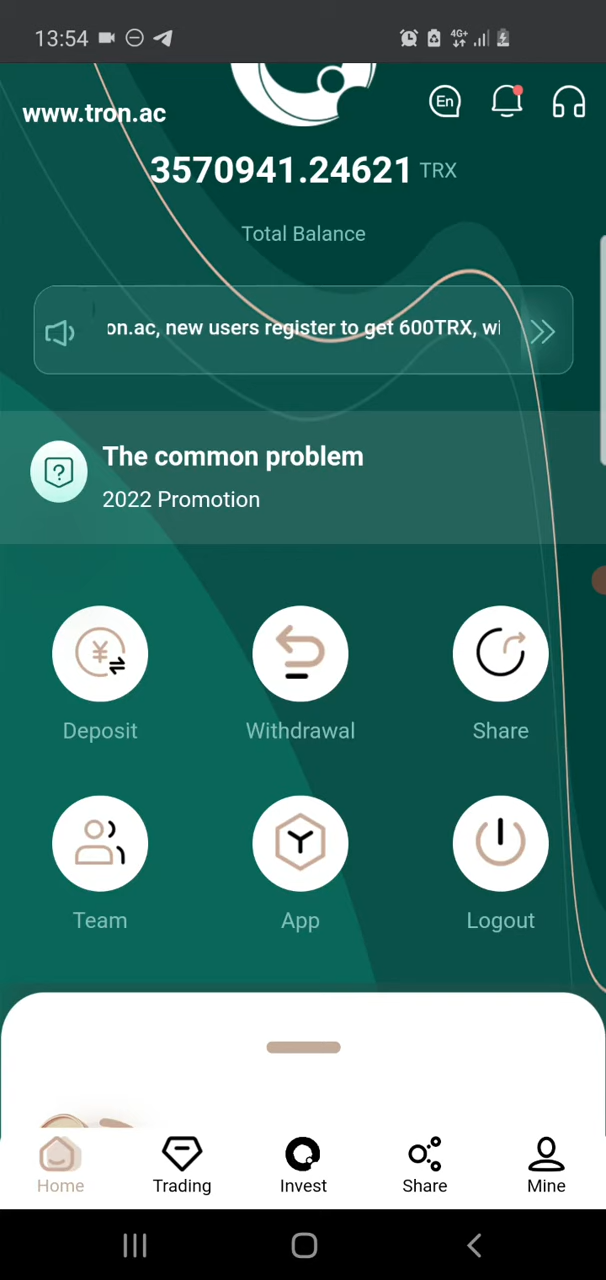 13:54
4G+
www.tron.ac
En
3570941.24621 TRX
Total Balance
on.ac, new users register to get 600TRX, wi
The common problem
2022 Promotion
Deposit
Withdrawal
Share
Team
App
Logout
Home
Trading
Invest
Share
Mine